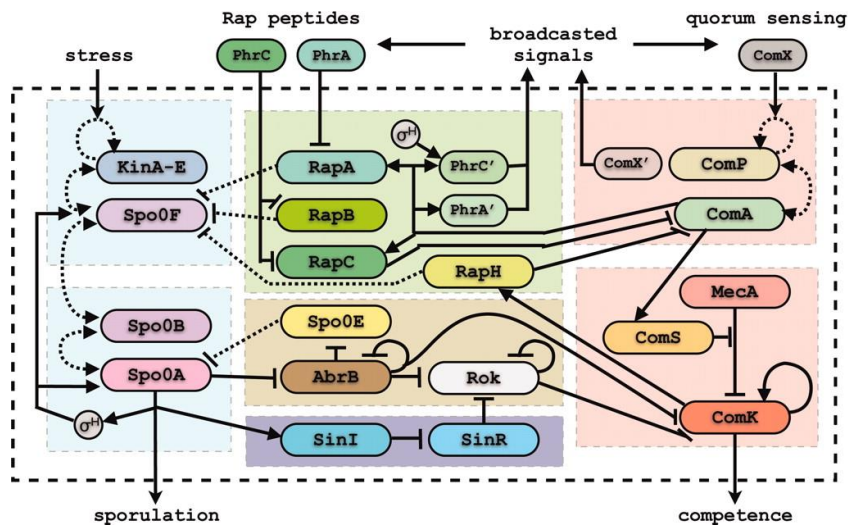 Rap peptides
quorum sensing
PhrC
PhrA
broadcasted
signals
ComX
stress
σH
KinA-E
RapA
PhrC'
ComX'
ComP
Spo0F
RapB
PhrA'
ComA
RapC
RapH
MecA
Spo0B
Spo0E
ComS
Spo0A
AbrB
Rok
ComK
σH
SinI
SinR
sporulation
competence